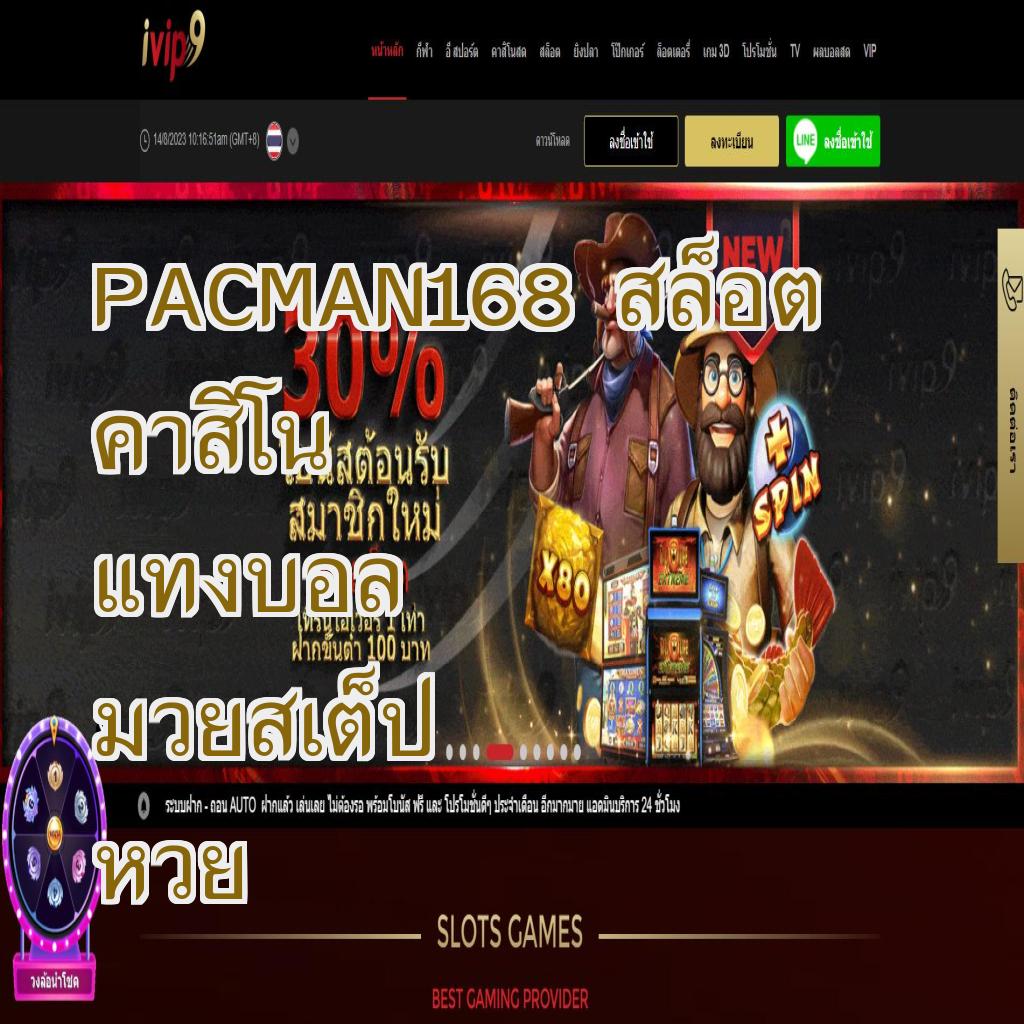 ivip9
หน้าหลัก กีฬา อี สปอร์ต คาสิโนสด สล็อต ยิงปลา โป๊กเกอร์ ล็อตเตอรี่ เกม 3D โปรโมชั่น TV ผลบอลสด VIP
14/8/2023 10:16:51am (GMT+8)
ดาวน์โหลด ลงชื่อเข้าใช้ ลงทะเบียน LINE ลงชื่อเข้าใช้
NEW
PACMAN168 สล็อต
30%
คาสิโน
สต้อนรับ
สมาชิกใหม่
+
SPIN
X80
EXTREME
แทงบอล
1 เท่า
ฝากขั้นต่ำ 100 บาท
ติดต่อเรา
มวยสเต็ป
ระบบฝาก - ถอน AUTO ฝากแล้ว เล่นเลย ไม่ต้องรอ พร้อมโบนัส ฟรี และ โปรโมชั่นดีๆ ประจำเดือน อีกมากมาย แอดมินบริการ 24 ชั่วโมง
หวย
SLOTS GAMES
วงล้อนำโชค
BEST GAMING PROVIDER